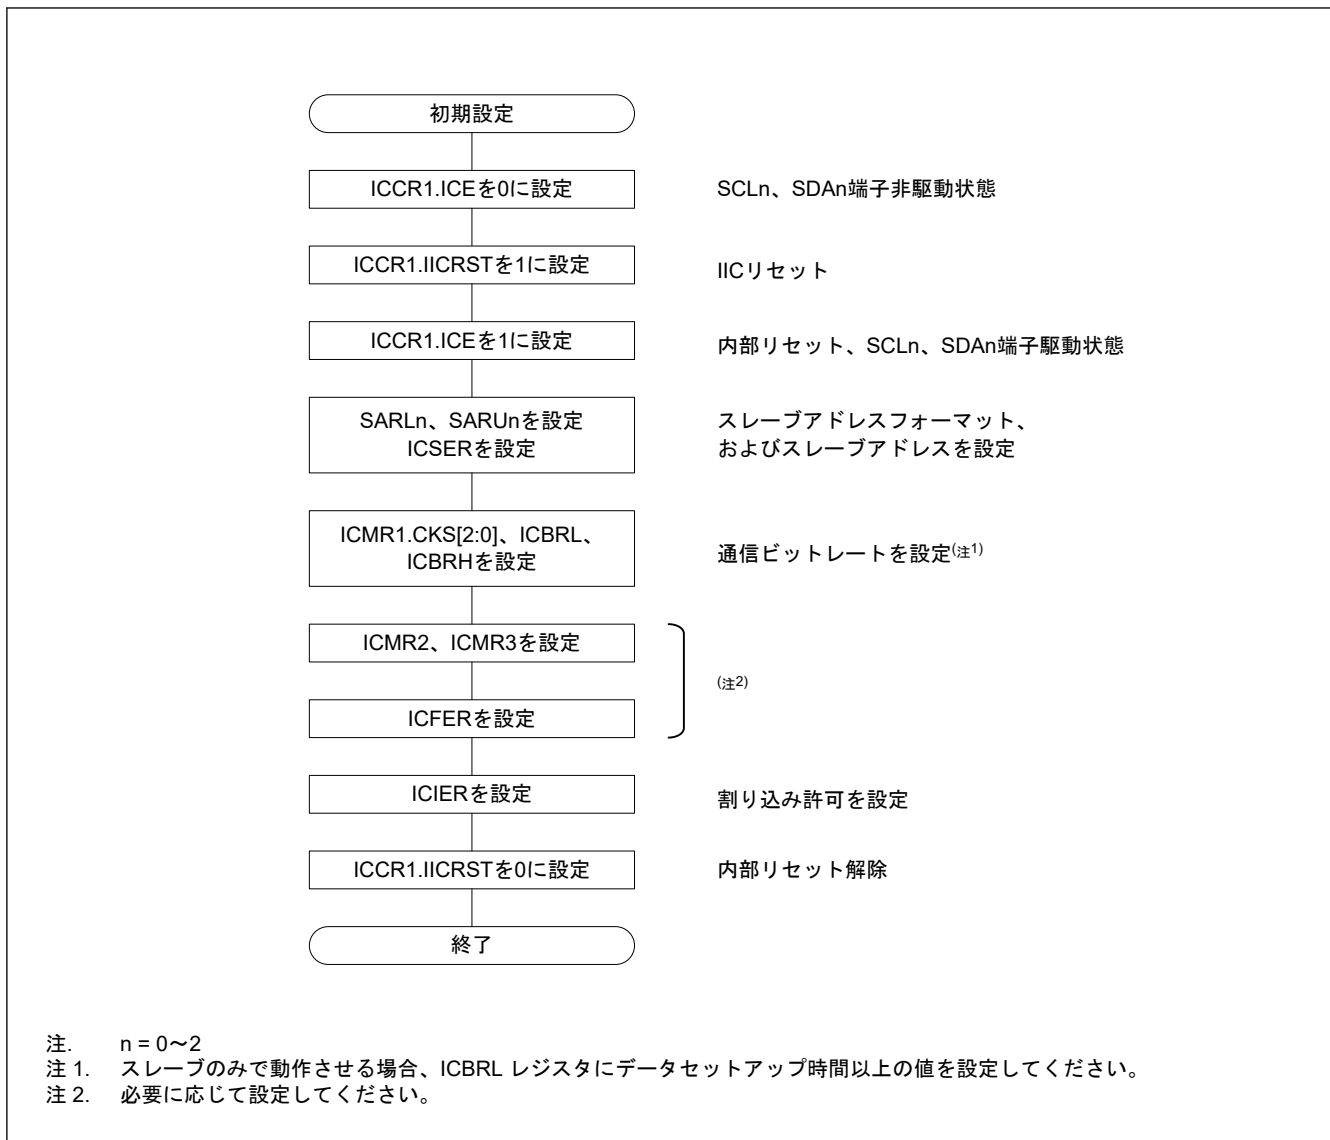 初期設定
ICCR1.ICEを0に設定
SCLn、SDAn端子非駆動状態
ICCR1.IICRSTを1に設定
IICリセット
ICCR1.ICEを1に設定
内部リセット、SCLn、SDAn端子駆動状態
SARLn、SARUnを設定
ICSERを設定
スレーブアドレスフォーマット、
およびスレーブアドレスを設定
ICMR1.CKS[2:0]、ICBRL、
ICBRHを設定
通信ビットレートを設定(注1)
ICMR2、ICMR3を設定
(注2)
ICFERを設定
ICIERを設定
割り込み許可を設定
ICCR1.IICRSTを0に設定
内部リセット解除
終了
注. n = 0～2
注 1. スレーブのみで動作させる場合、ICBRL レジスタにデータセットアップ時間以上の値を設定してください。
注 2. 必要に応じて設定してください。